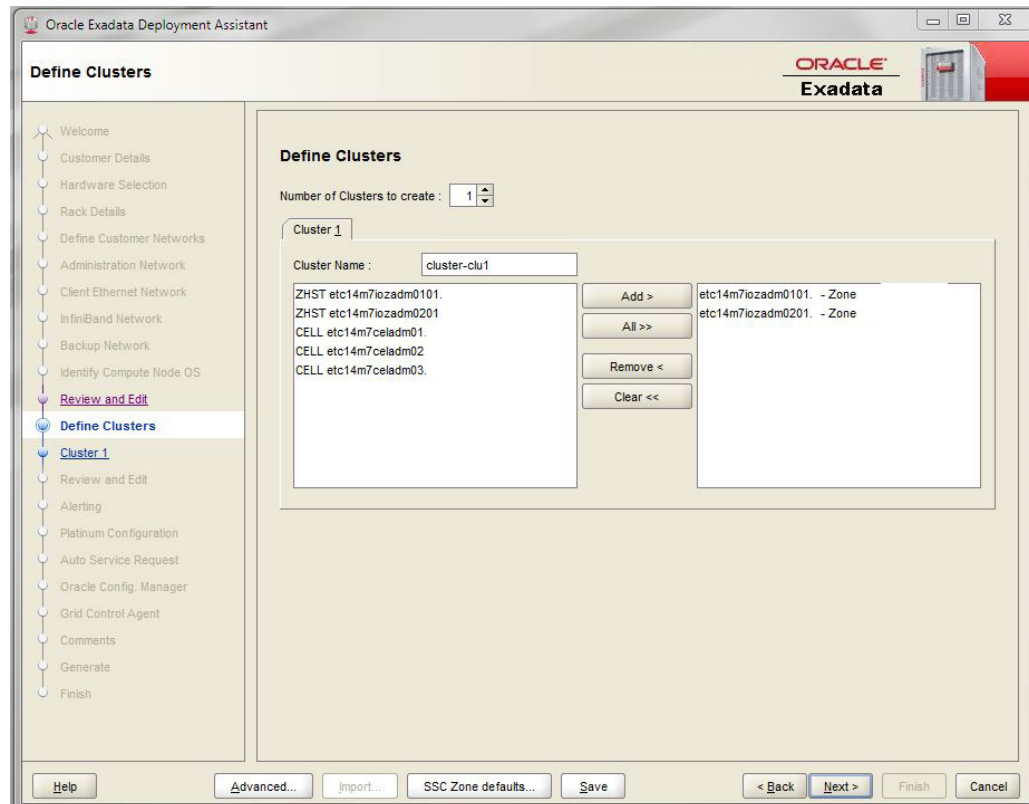 Oracle Exadata Deployment Assistant
Define Clusters
ORACLE®
Exadata
Welcome
Customer Details
Hardware Selection
Rack Details
Define Customer Networks
Administration Network
Client Ethernet Network
InfiniBand Network
Backup Network
Identify Compute Node OS
Review and Edit
Define Clusters
Cluster 1
Review and Edit
Alerting
Platinum Configuration
Auto Service Request
Oracle Config. Manager
Grid Control Agent
Comments
Generate
Finish
Define Clusters
Number of Clusters to create : 1
Cluster 1
Cluster Name : cluster-clu1
ZHST etc14m7iozadm0101.
ZHST etc14m7iozadm0201
CELL etc14m7celadm01.
CELL etc14m7celadm02
CELL etc14m7celadm03.
Add >
All >>
Remove <
Clear <<
etc14m7iozadm0101. - Zone
etc14m7iozadm0201. - Zone
Help Advanced... Import... SSC Zone defaults... Save < Back Next > Finish Cancel